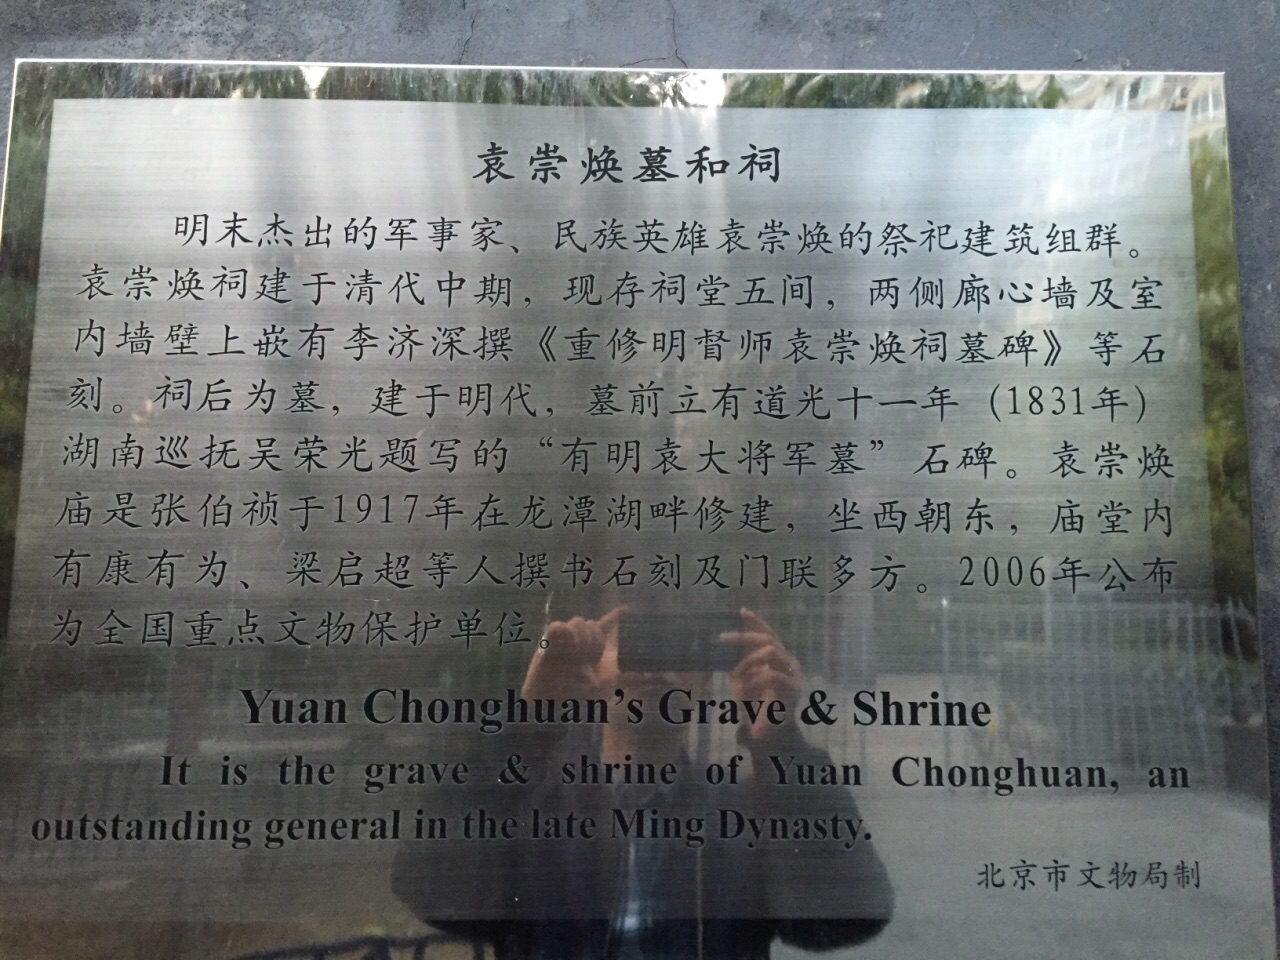 袁崇焕墓和祠
明末杰出的军事家、民族英雄袁崇焕的祭祀建筑组群。
袁崇焕祠建于清代中期，现存祠堂五间，两侧廊心墙及室
内墙壁上嵌有李济深撰《重修明督师袁崇焕祠墓碑》等石
刻。祠后为墓，建于明代，墓前立有道光十一年（1831年）
湖南巡抚吴荣光题写的“有明袁大将军墓”石碑。袁崇焕
庙是张伯祯于1917年在龙潭湖畔修建，坐西朝东，庙堂内
有康有为、梁启超等人撰书石刻及门联多方。2006年公布
为全国重点文物保护单位。
Yuan Chonghuan’s Grave & Shrine
It is the grave & shrine of Yuan Chonghuan, an
outstanding general in the late Ming Dynasty.
北京市文物局制